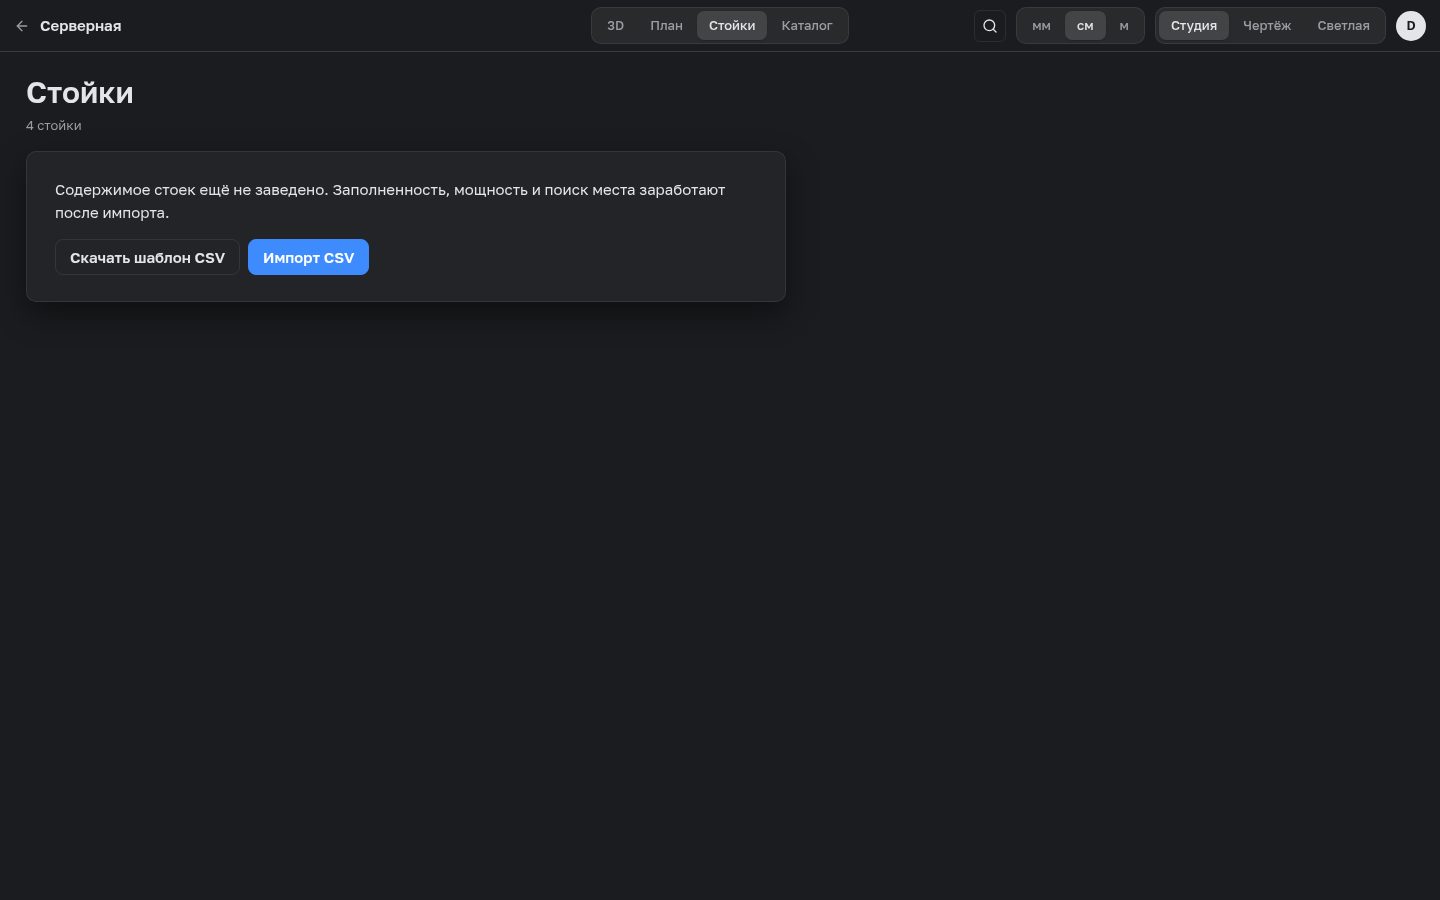 Серверная
3D План Стойки Каталог
мм см м
Студия Чертёж Светлая
D
Стойки
4 стойки
Содержимое стоек ещё не заведено. Заполненность, мощность и поиск места заработают
после импорта.
Скачать шаблон CSV Импорт CSV